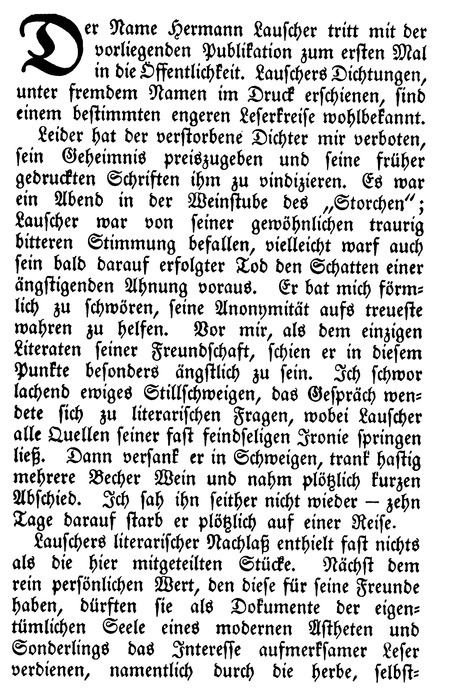 Der Name Hermann Lauscher tritt mit der
vorliegenden Publikation zum ersten Mal
in die Öffentlichkeit. Lauschers Dichtungen,
unter fremdem Namen im Druck erschienen, sind
einem bestimmten engeren Leserkreise wohlbekannt.
Leider hat der verstorbene Dichter mir verboten,
sein Geheimnis preiszugeben und seine früher
gedruckten Schriften ihm zu vindizieren. Es war
ein Abend in der Weinstube des „Storchen“;
Lauscher war von seiner gewöhnlichen traurig
bitteren Stimmung befallen, vielleicht warf auch
sein bald darauf erfolgter Tod den Schatten einer
ängstigenden Ahnung voraus. Er bat mich förm-
lich zu schwören, seine Anonymität aufs treueste
wahren zu helfen. Vor mir, als dem einzigen
Literaten seiner Freundschaft, schien er in diesem
Punkte besonders ängstlich zu sein. Ich schwor
lachend ewiges Stillschweigen, das Gespräch wen-
dete sich zu literarischen Fragen, wobei Lauscher
alle Quellen seiner fast feindseligen Ironie springen
ließ. Dann versank er in Schweigen, trank hastig
mehrere Becher Wein und nahm plötzlich kurzen
Abschied. Ich sah ihn seither nicht wieder — zehn
Tage darauf starb er plötzlich auf einer Reise.
Lauschers literarischer Nachlaß enthielt fast nichts
als die hier mitgeteilten Stücke. Nächst dem
rein persönlichen Wert, den diese für seine Freunde
haben, dürften sie als Dokumente der eigen-
tümlichen Seele eines modernen Ästheten und
Sonderlings das Interesse aufmerksamer Leser
verdienen, namentlich durch die herbe, selbst-